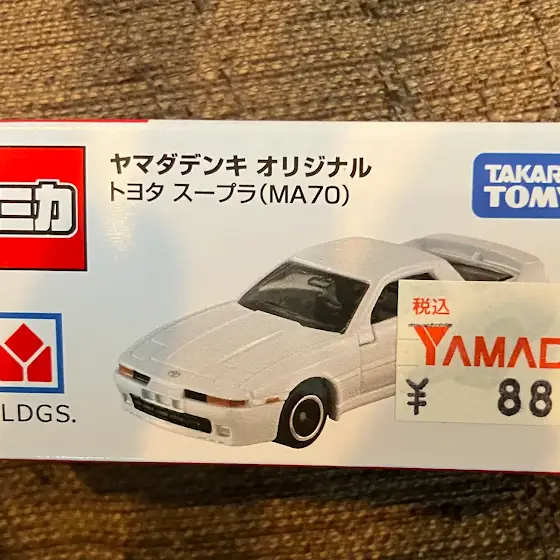 ヤマダデンキ オリジナル
トヨタ スープラ(MA70)
ニカ
TAKAR
TOMY
税込
YAMAD
¥ 88
LDGS.